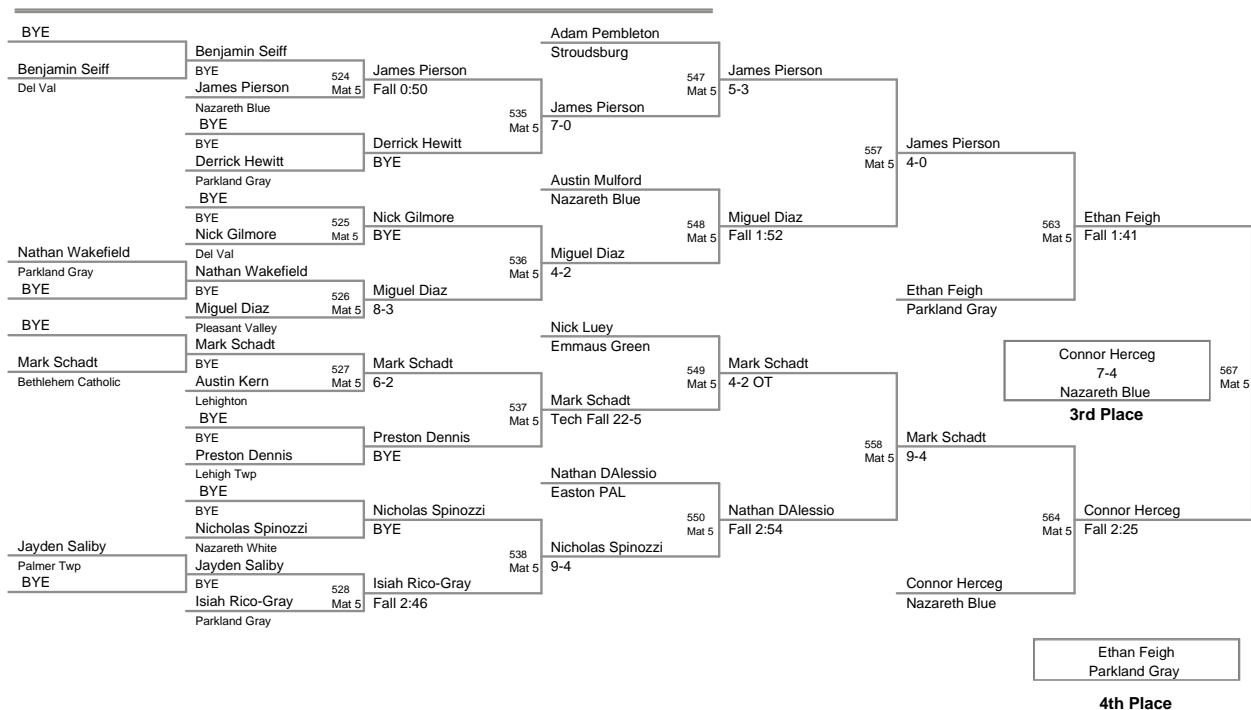 BYE
Benjamin Seiff
Del Val
Nathan Wakefield
Parkland Gray
BYE
BYE
Mark Schadt
Bethlehem Catholic
Jayden Saliby
Palmer Twp
BYE
Benjamin Seiff
BYE
524
James Pierson
Mat 5
Nazareth Blue
BYE
BYE
Derrick Hewitt
Parkland Gray
BYE
BYE
525
Nick Gilmore
Mat 5
Del Val
Nathan Wakefield
BYE
526
Miguel Diaz
Mat 5
Pleasant Valley
Mark Schadt
BYE
527
Austin Kern
Mat 5
Lehighton
BYE
BYE
Preston Dennis
Lehigh Twp
BYE
BYE
Nicholas Spinozzi
Nazareth White
Jayden Saliby
BYE
528
Isiah Rico-Gray
Mat 5
Parkland Gray
James Pierson
Fall 0:50
535
Mat 5
Derrick Hewitt
BYE
Nick Gilmore
BYE
536
Mat 5
Miguel Diaz
8-3
Mark Schadt
6-2
537
Mat 5
Preston Dennis
BYE
Nicholas Spinozzi
BYE
538
Mat 5
Isiah Rico-Gray
Fall 2:46
Adam Pembleton
Stroudsburg
547
Mat 5
James Pierson
7-0
Austin Mulford
Nazareth Blue
548
Mat 5
Miguel Diaz
4-2
Nick Luey
Emmaus Green
549
Mat 5
Mark Schadt
Tech Fall 22-5
Nathan DAlessio
Easton PAL
550
Mat 5
Nicholas Spinozzi
9-4
James Pierson
5-3
557
Mat 5
Miguel Diaz
Fall 1:52
Mark Schadt
4-2 OT
558
Mat 5
Nathan DAlessio
Fall 2:54
James Pierson
4-0
563
Mat 5
Ethan Feigh
Parkland Gray
Mark Schadt
9-4
564
Mat 5
Connor Herceg
Nazareth Blue
Ethan Feigh
Fall 1:41
567
Mat 5
Connor Herceg
Fall 2:25
Connor Herceg
7-4
Nazareth Blue
3rd Place
Ethan Feigh
Parkland Gray
4th Place